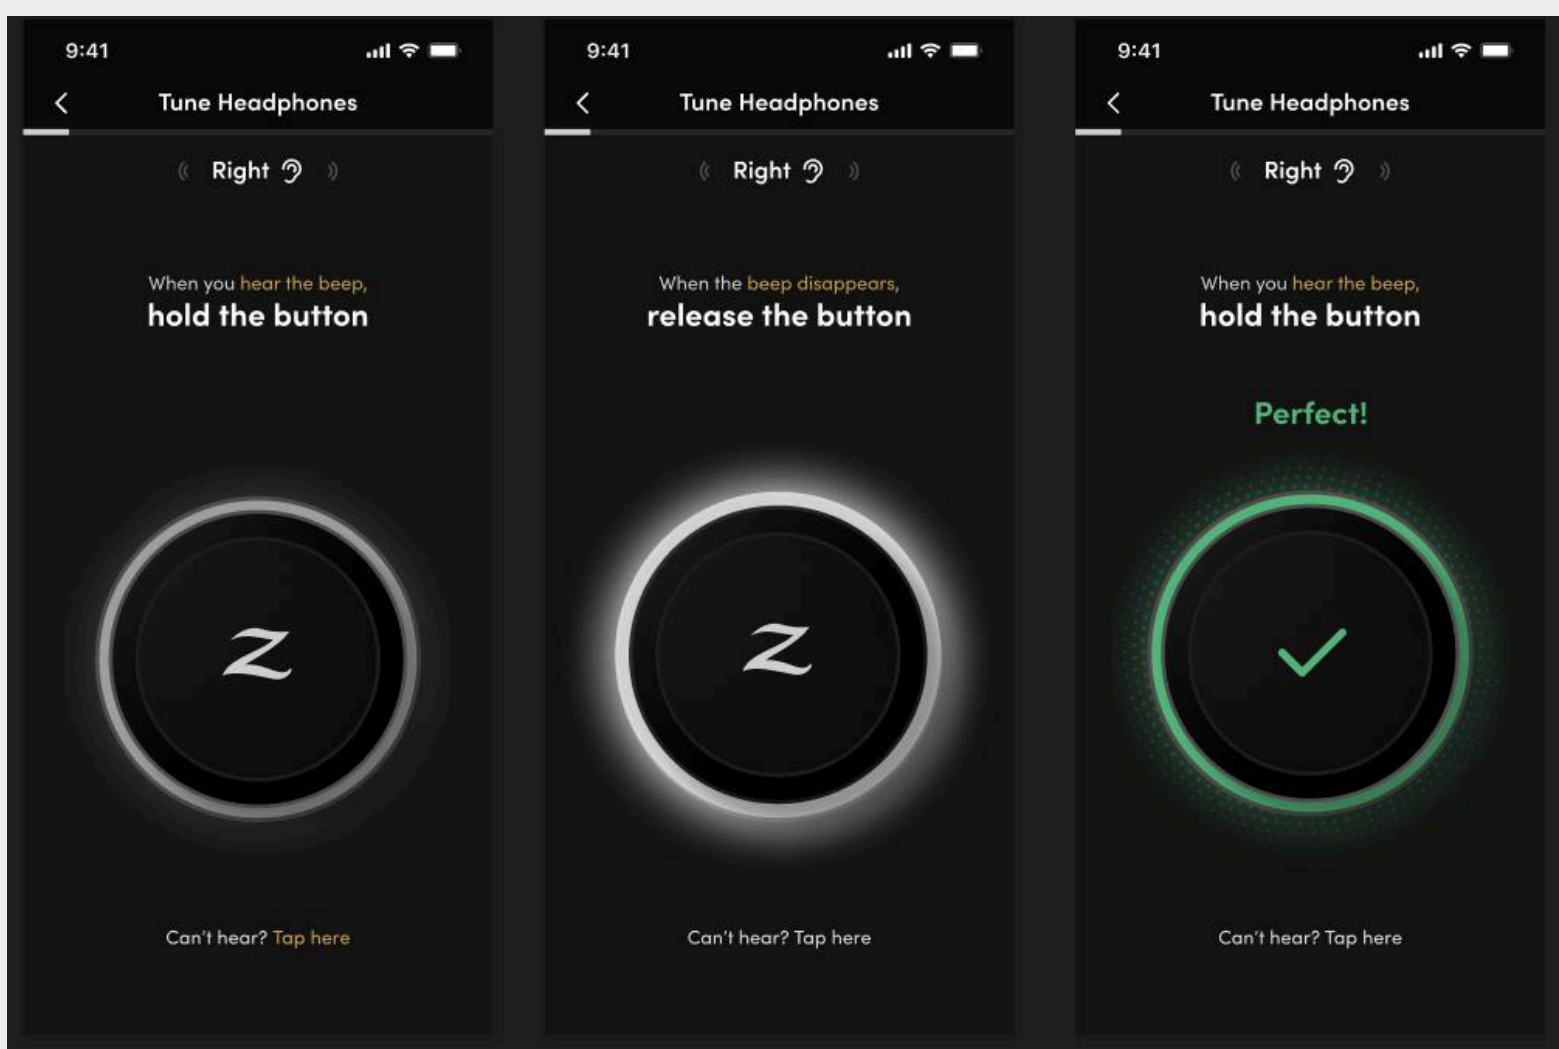 9:41
Tune Headphones
Right
When you hear the beep,
hold the button
z
Can't hear? Tap here
9:41
Tune Headphones
Right
When the beep disappears,
release the button
z
Can't hear? Tap here
9:41
Tune Headphones
Right
When you hear the beep,
hold the button
Perfect!
Can't hear? Tap here